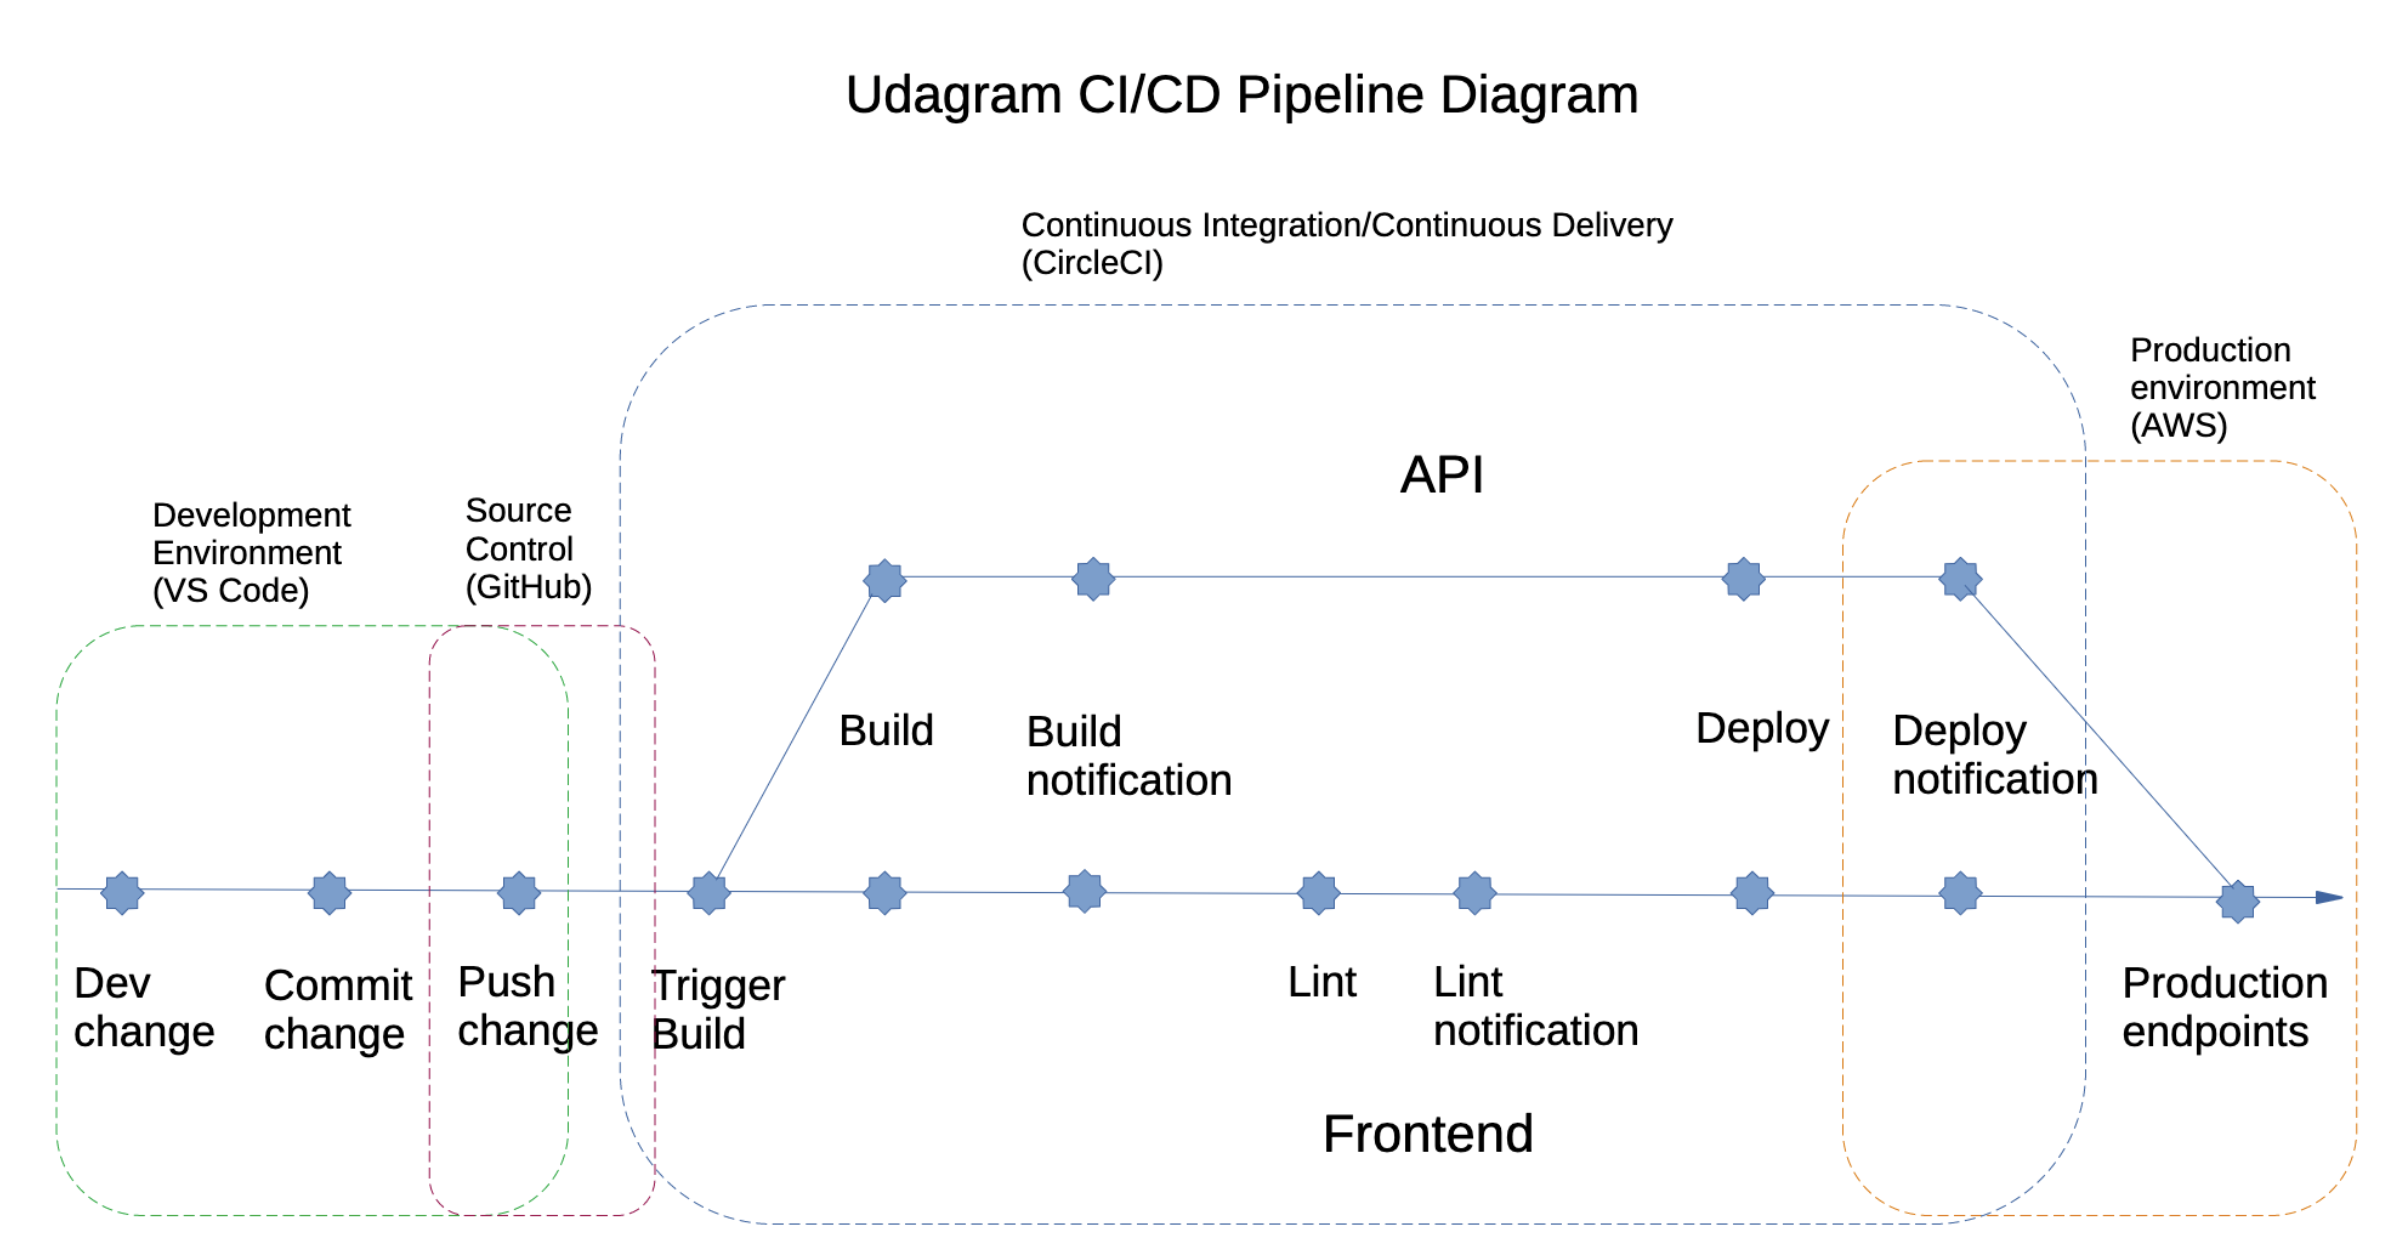 Udagram CI/CD Pipeline Diagram
Continuous Integration/Continuous Delivery
(CircleCI)
Production
environment
(AWS)
API
Development
Environment
(VS Code)
Source
Control
(GitHub)
Build
Build
notification
Deploy
Deploy
notification
Dev
change
Commit
change
Push
change
Trigger
Build
Lint
Lint
notification
Production
endpoints
Frontend